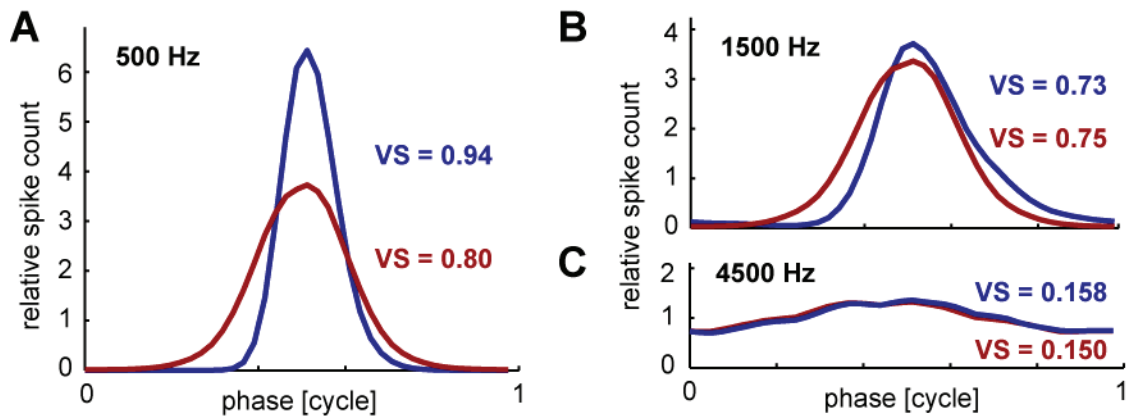 A
500 Hz
relative spike count
6
5
4
3
2
1
0
VS = 0.94
VS = 0.80
0
phase [cycle]
1
B
1500 Hz
relative spike count
4
3
2
1
0
VS = 0.73
VS = 0.75
C
4500 Hz
2
1
0
VS = 0.158
VS = 0.150
0
phase [cycle]
1